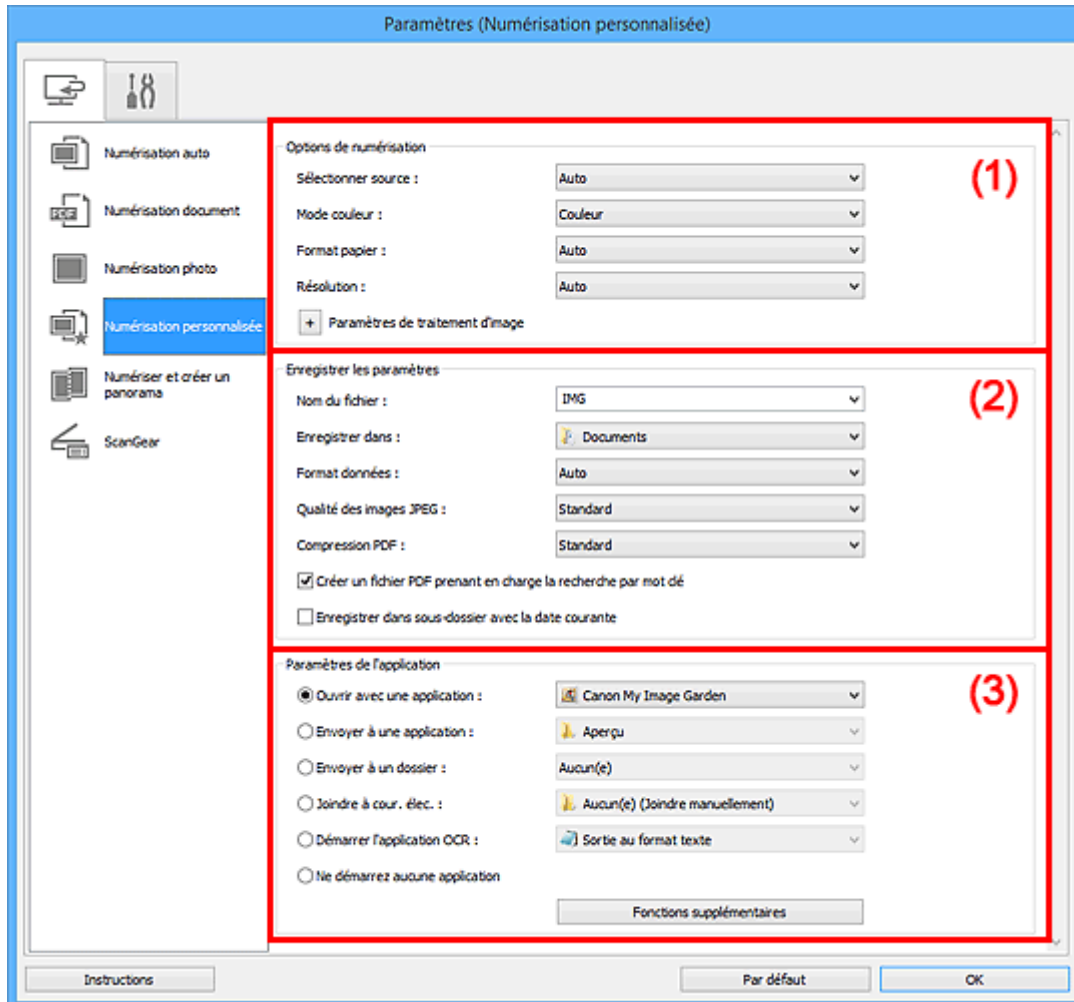 Paramètres (Numérisation personnalisée)
Numérisation auto
Numérisation document
Numérisation photo
Numérisation personnalisée
Numériser et créer un
panorama
ScanGear
Options de numérisation
(1)
Sélectionner source : Auto
Mode couleur : Couleur
Format papier : Auto
Résolution : Auto
+ Paramètres de traitement d'image
Enregistrer les paramètres
(2)
Nom du fichier : IMG
Enregistrer dans : Documents
Format données : Auto
Qualité des images JPEG : Standard
Compression PDF : Standard
Créer un fichier PDF prenant en charge la recherche par mot clé
Enregistrer dans sous-dossier avec la date courante
Paramètres de l'application
(3)
Ouvrir avec une application : Canon My Image Garden
Envoyer à une application : Aperçu
Envoyer à un dossier : Aucun(e)
Joindre à cour. élec. : Aucun(e) (Joindre manuellement)
Démarrer l'application OCR : Sortie au format texte
Ne démarrez aucune application
Fonctions supplémentaires
Instructions
Par défaut
OK
PDF